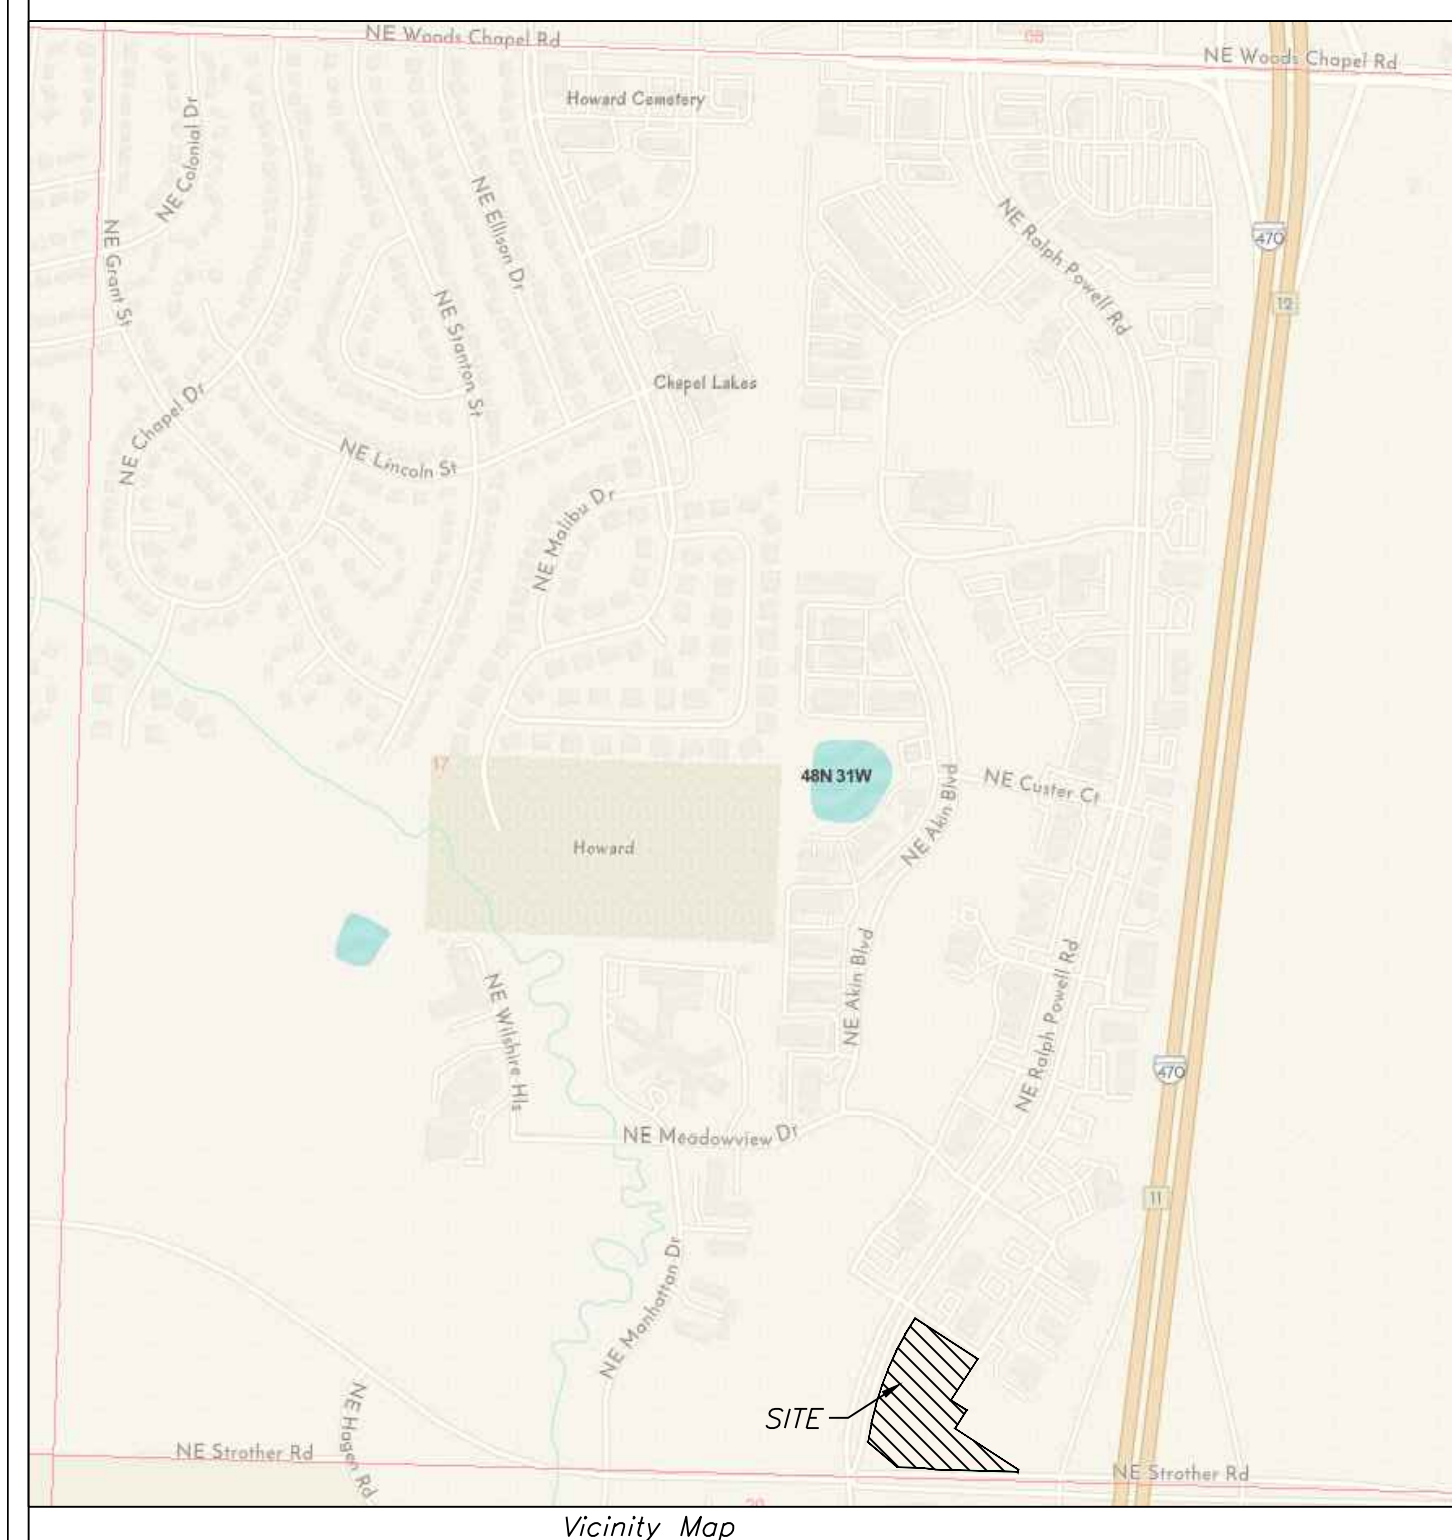 NE Woods Chapel Rd
08
NE Woods Chapel Rd
Howard Cemetery
NE Colonial Dr
NE Ellison Dr
NE Ralph Powell Rd
NE Grant St
470
12
NE Stanton St
Chapel Lakes
NE Chapel Dr
NE Lincoln St
NE Malibu Dr
17
48N 31W
NE Custer Ct
NE Akin Blvd
Howard
NE Akin Blvd
NE Ralph Powell Rd
NE Wilshire Hls
470
NE Meadowview Dr
11
NE Manhattan Dr
SITE
NE Hagen Rd
NE Strother Rd
NE Strother Rd
20
Vicinity Map